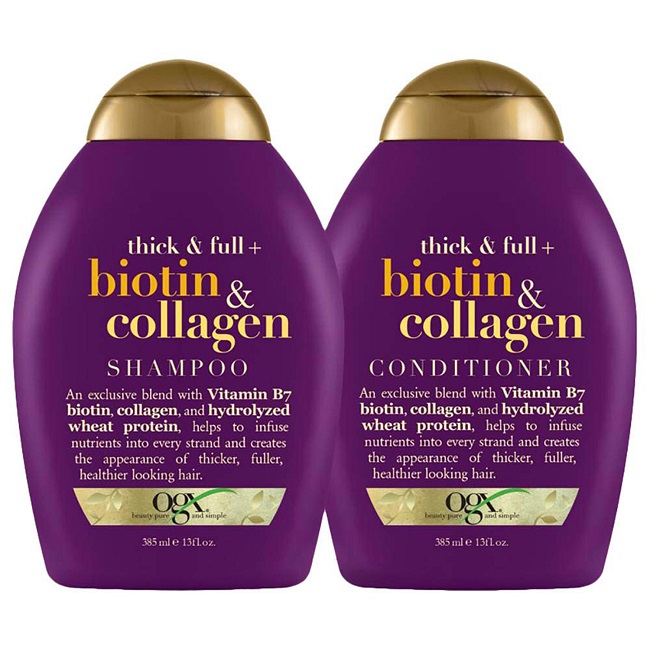 thick & full +
biotin &
collagen
SHAMPOO
An exclusive blend with Vitamin B7
biotin, collagen, and hydrolyzed
wheat protein, helps to infuse
nutrients into every strand and creates
the appearance of thicker, fuller,
healthier looking hair.
ogx®
beauty pure and simple
385 ml e 13fl.oz.
thick & full +
biotin &
collagen
CONDITIONER
An exclusive blend with Vitamin B7
biotin, collagen, and hydrolyzed
wheat protein, helps to infuse
nutrients into every strand and creates
the appearance of thicker, fuller,
healthier looking hair.
ogx®
beauty pure and simple
385 ml e 13fl.oz.